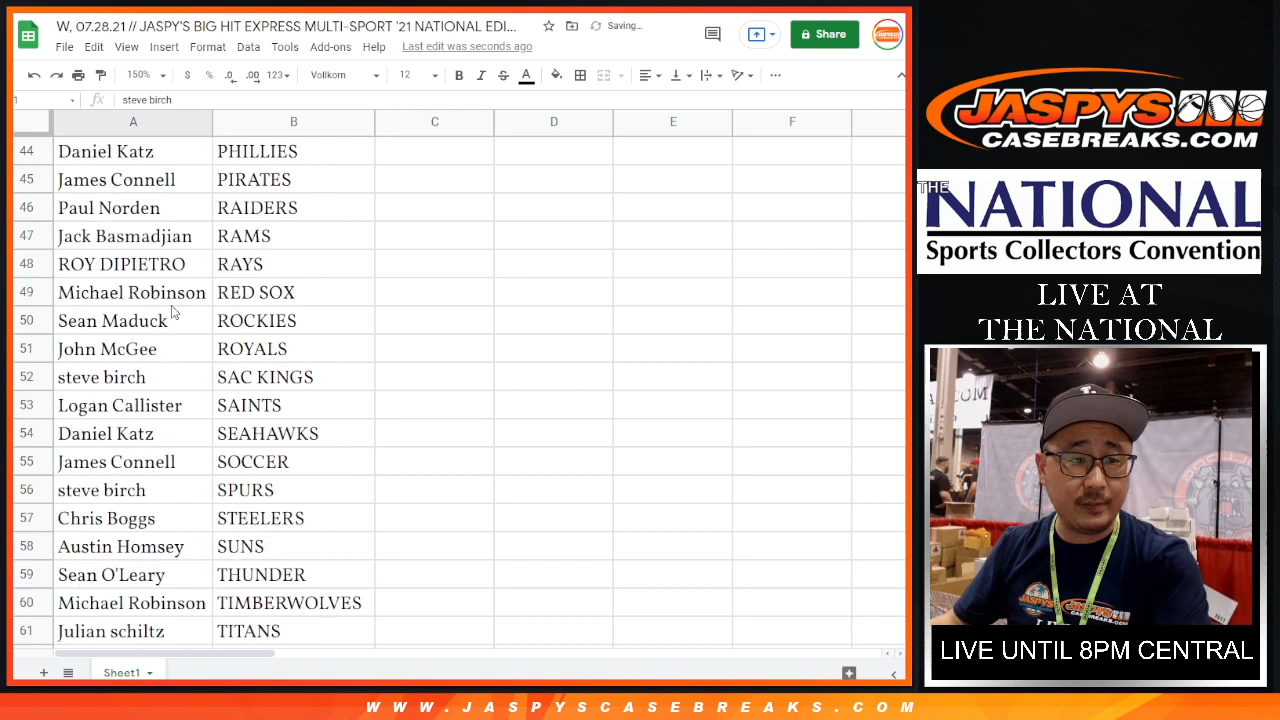 W, 07.28.21 // JASPY'S BIG HIT EXPRESS MULTI-SPORT '21 NATIONAL EDI...
Saving...
File Edit View Insert Format Data Tools Add-ons Help Last edit was seconds ago
Share
150% $ % .0 .00 123 Vollkorn 12 B I S A
1 fx steve birch
A B C D E F
44 Daniel Katz PHILLIES
45 James Connell PIRATES
46 Paul Norden RAIDERS
47 Jack Basmadjian RAMS
48 ROY DIPIETRO RAYS
49 Michael Robinson RED SOX
50 Sean Maduck ROCKIES
51 John McGee ROYALS
52 steve birch SAC KINGS
53 Logan Callister SAINTS
54 Daniel Katz SEAHAWKS
55 James Connell SOCCER
56 steve birch SPURS
57 Chris Boggs STEELERS
58 Austin Homsey SUNS
59 Sean O'Leary THUNDER
60 Michael Robinson TIMBERWOLVES
61 Julian schiltz TITANS
Sheet1
JASPYS
CASEBREAKS.COM
THE
NATIONAL
Sports Collectors Convention
LIVE AT
THE NATIONAL
JASPYS
CASEBREAKS.COM
LIVE UNTIL 8PM CENTRAL
WWW.JASPYSCASEBREAKS.COM